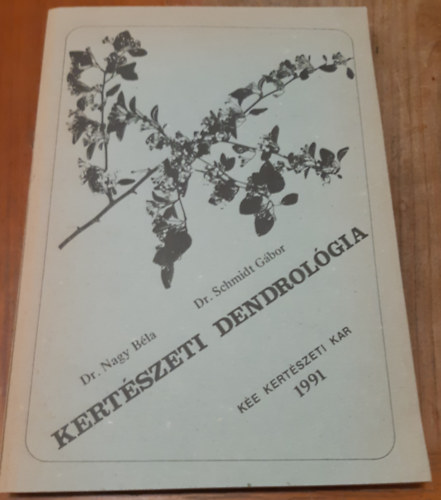 Dr. Nagy Béla
Dr. Schmidt Gábor
KERTÉSZETI DENDROLÓGIA
KÉE KERTÉSZETI KAR
1991